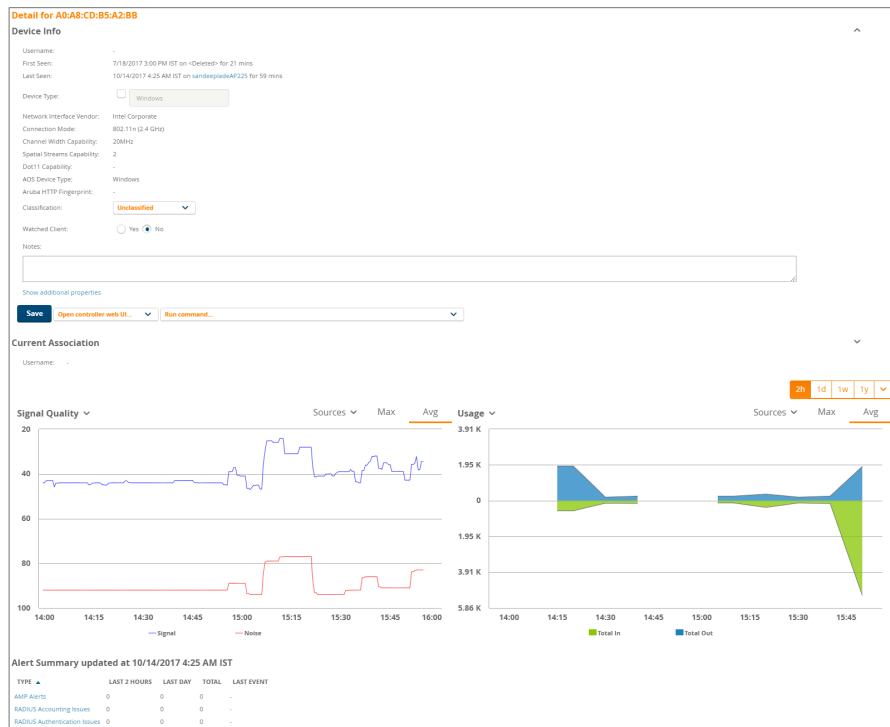 Detail for A0:A8:CD:B5:A2:BB
Device Info
Username: -
First Seen: 7/18/2017 3:00 PM IST on <Deleted> for 21 mins
Last Seen: 10/14/2017 4:25 AM IST on sandeepladeAP225 for 59 mins
Device Type: Windows
Network Interface Vendor: Intel Corporate
Connection Mode: 802.11n (2.4 GHz)
Channel Width Capability: 20MHz
Spatial Streams Capability: 2
Dot11 Capability: -
AOS Device Type: Windows
Aruba HTTP Fingerprint: -
Classification: Unclassified
Watched Client: Yes No
Notes:
Show additional properties
Save Open controller web UI... Run command...
Current Association
Username: -
2h 1d 1w 1y
Signal Quality Sources Max Avg
20
40
60
80
100
14:00 14:15 14:30 14:45 15:00 15:15 15:30 15:45 16:00
Signal Noise
Usage Sources Max Avg
3.91 K
1.95 K
0
1.95 K
3.91 K
5.86 K
14:00 14:15 14:30 14:45 15:00 15:15 15:30 15:45
Total In Total Out
Alert Summary updated at 10/14/2017 4:25 AM IST
TYPE LAST 2 HOURS LAST DAY TOTAL LAST EVENT
AMP Alerts 0 0 0 -
RADIUS Accounting Issues 0 0 0 -
RADIUS Authentication Issues 0 0 0 -